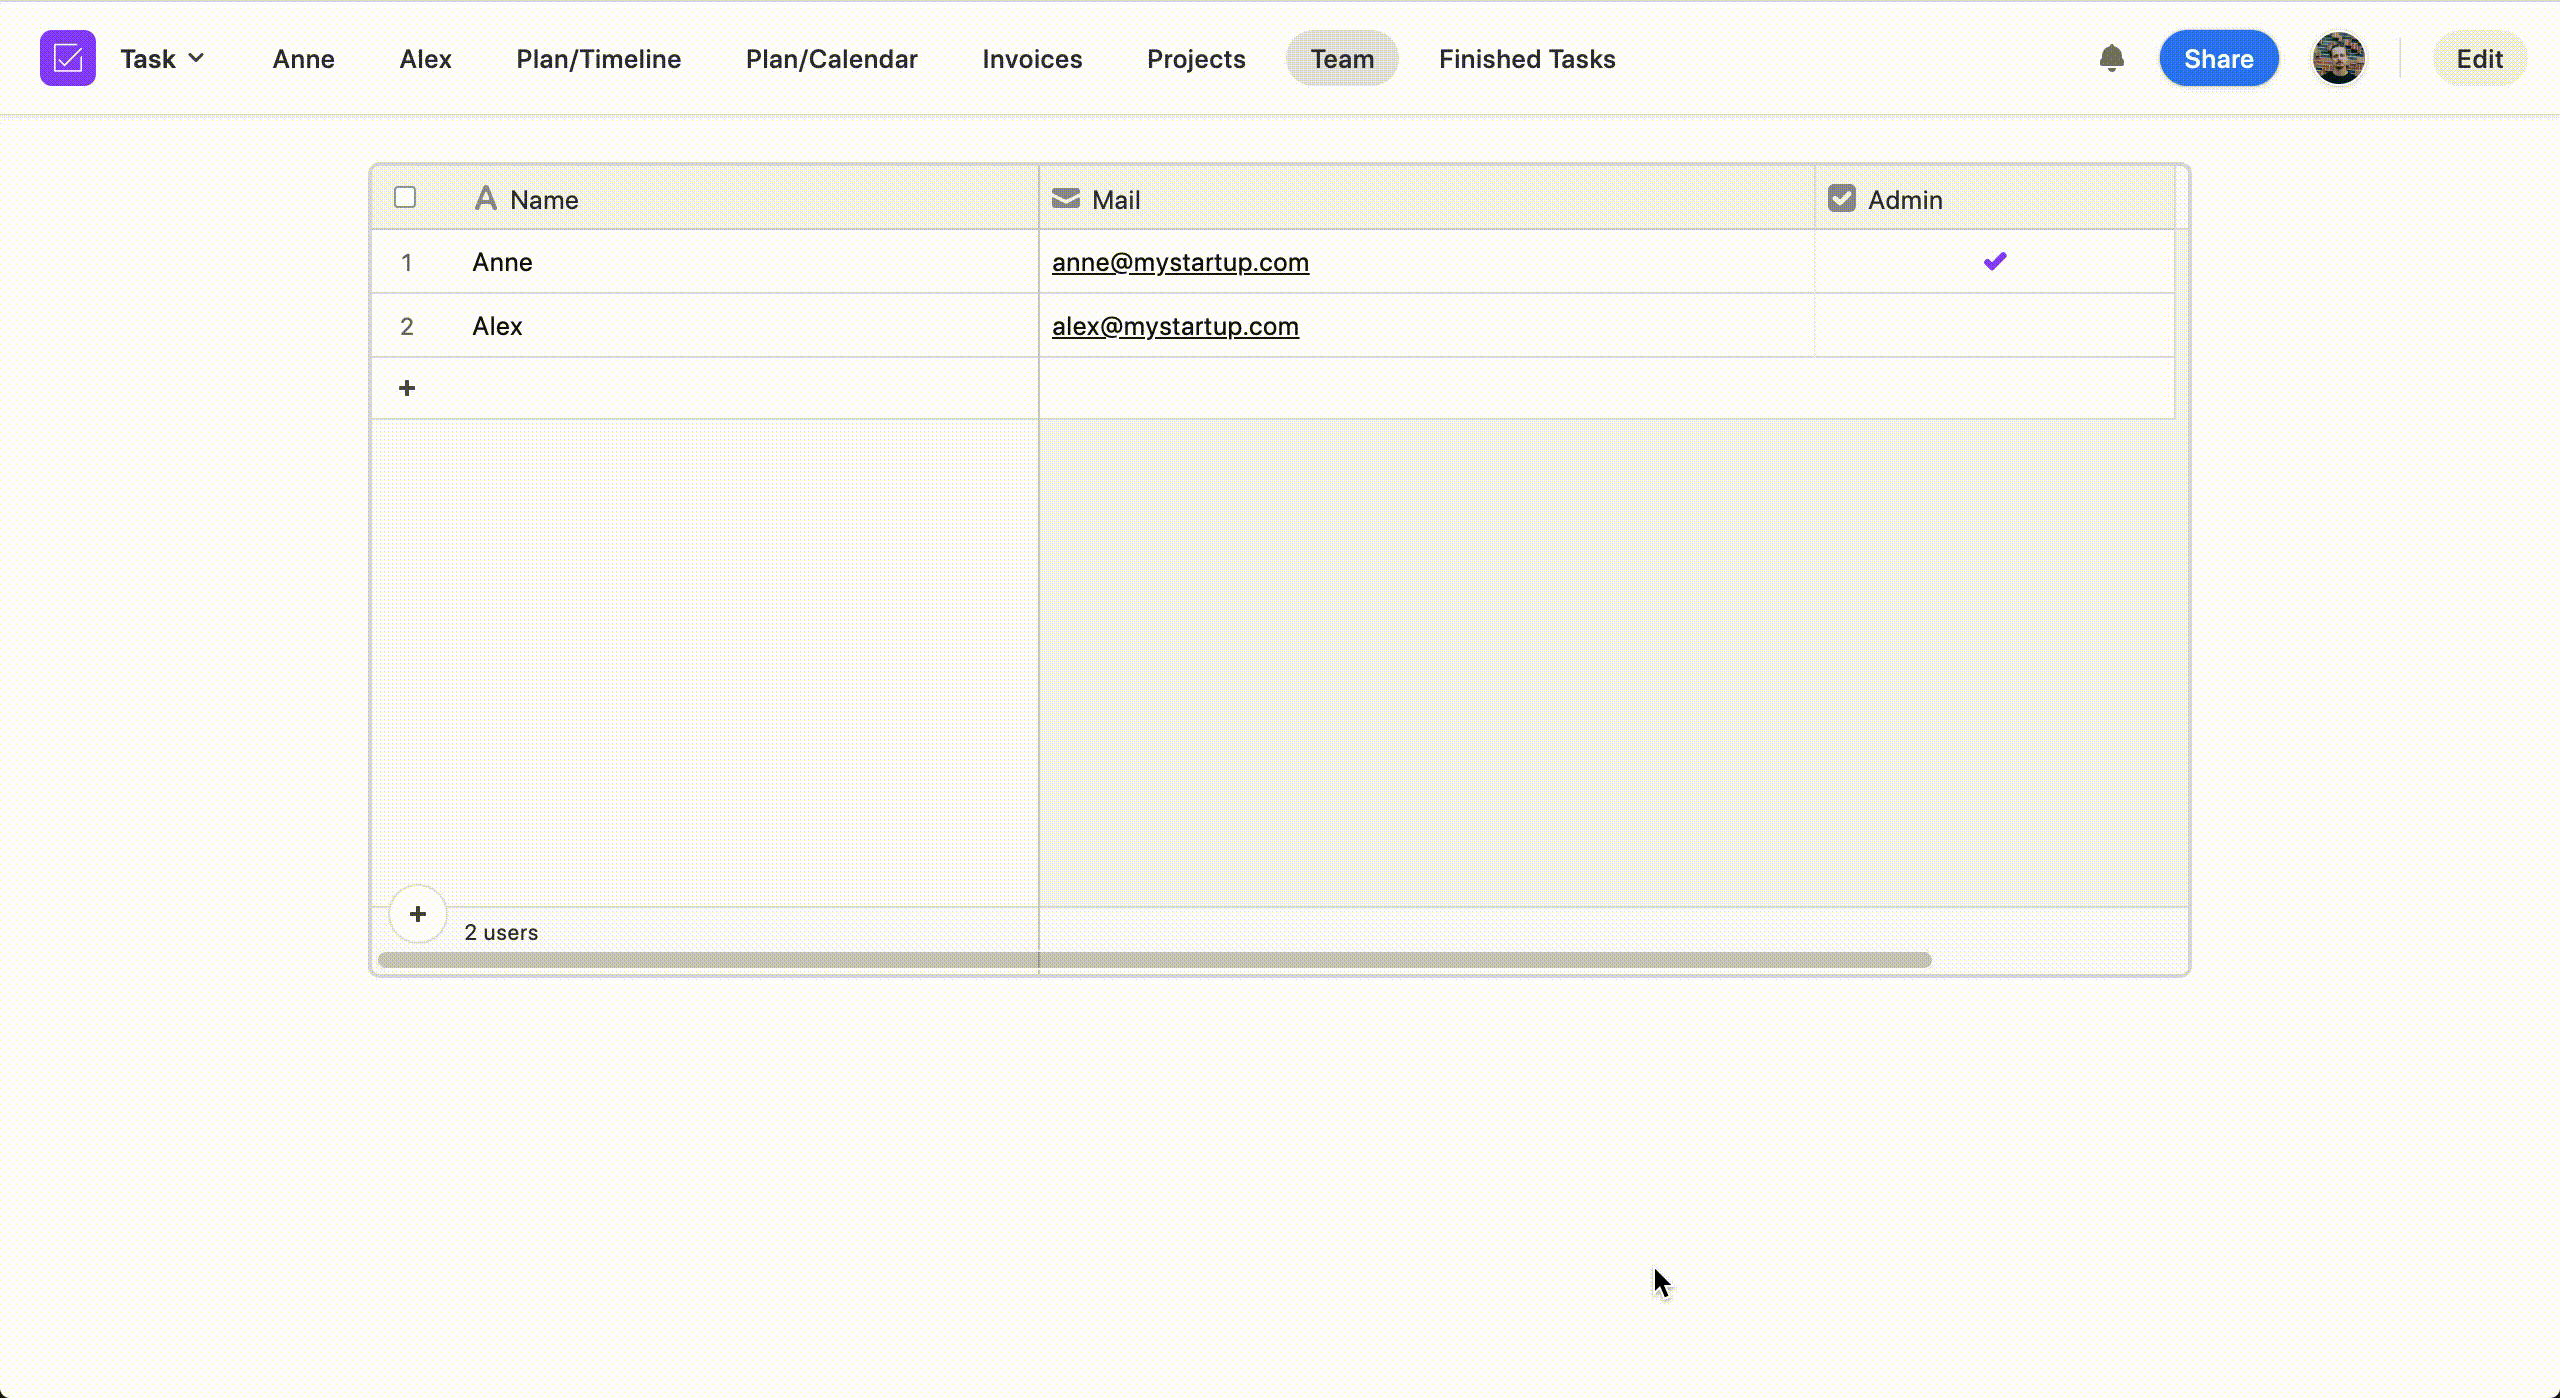 Task Anne Alex Plan/Timeline Plan/Calendar Invoices Projects Team Finished Tasks Share Edit
Name Mail Admin
1 Anne anne@mystartup.com
2 Alex alex@mystartup.com
2 users